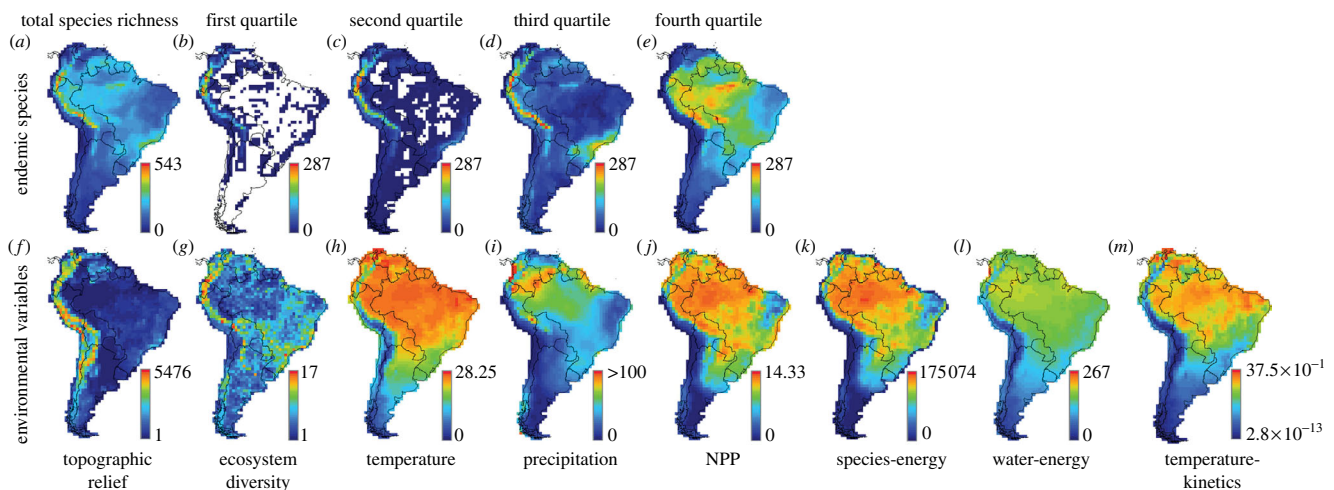 total species richness first quartile second quartile third quartile fourth quartile
(a) (b) (c) (d) (e)
endemic species
543 287 287 287 287
0 0 0 0 0
(f) (g) (h) (i) (j) (k) (l) (m)
environmental variables
5476 17 28.25 >100 14.33 175 074 267 37.5×10⁻¹
1 1 0 0 0 0 0 2.8×10⁻¹³
topographic relief
ecosystem diversity
temperature
precipitation
NPP
species-energy
water-energy
temperature-
kinetics